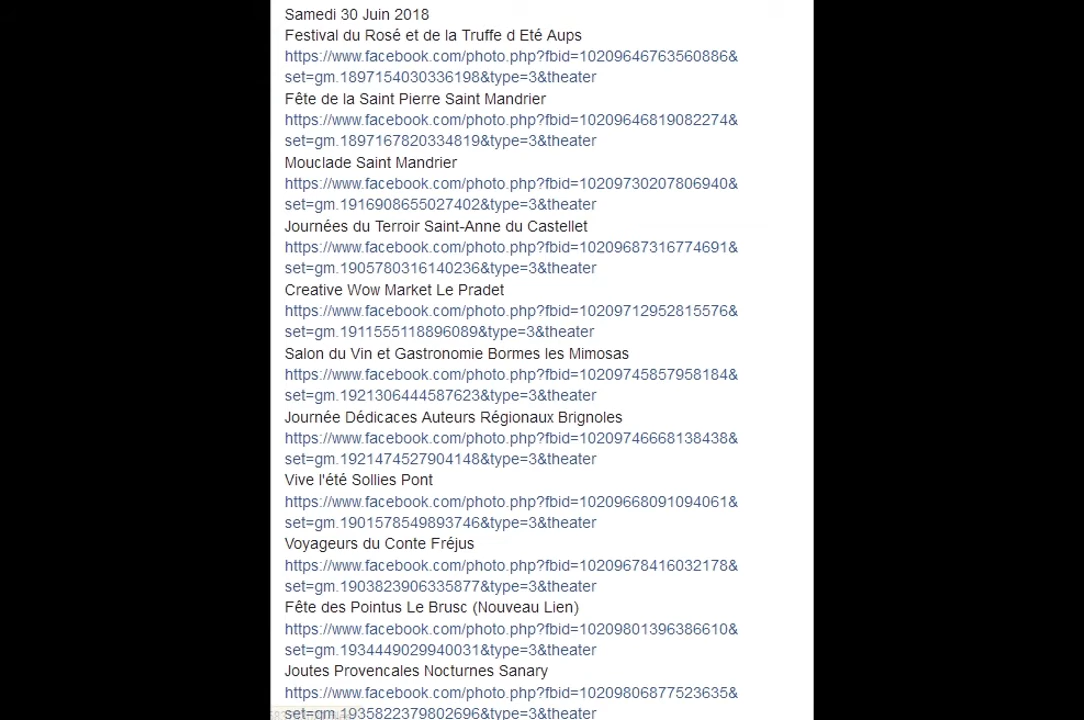 Samedi 30 Juin 2018
Festival du Rosé et de la Truffe d Eté Aups
https://www.facebook.com/photo.php?fbid=10209646763560886&
set=gm.1897154030336198&type=3&theater
Fête de la Saint Pierre Saint Mandrier
https://www.facebook.com/photo.php?fbid=10209646819082274&
set=gm.1897167820334819&type=3&theater
Mouclade Saint Mandrier
https://www.facebook.com/photo.php?fbid=10209730207806940&
set=gm.1916908655027402&type=3&theater
Journées du Terroir Saint-Anne du Castellet
https://www.facebook.com/photo.php?fbid=10209687316774691&
set=gm.1905780316140236&type=3&theater
Creative Wow Market Le Pradet
https://www.facebook.com/photo.php?fbid=10209712952815576&
set=gm.1911555118896089&type=3&theater
Salon du Vin et Gastronomie Bormes les Mimosas
https://www.facebook.com/photo.php?fbid=10209745857958184&
set=gm.1921306444587623&type=3&theater
Journée Dédicaces Auteurs Régionaux Brignoles
https://www.facebook.com/photo.php?fbid=10209746668138438&
set=gm.1921474527904148&type=3&theater
Vive l'été Sollies Pont
https://www.facebook.com/photo.php?fbid=10209668091094061&
set=gm.1901578549893746&type=3&theater
Voyageurs du Conte Fréjus
https://www.facebook.com/photo.php?fbid=10209678416032178&
set=gm.1903823906335877&type=3&theater
Fête des Pointus Le Brusc (Nouveau Lien)
https://www.facebook.com/photo.php?fbid=10209801396386610&
set=gm.1934449029940031&type=3&theater
Joutes Provencales Nocturnes Sanary
https://www.facebook.com/photo.php?fbid=10209806877523635&
set=gm.1935822379802696&type=3&theater